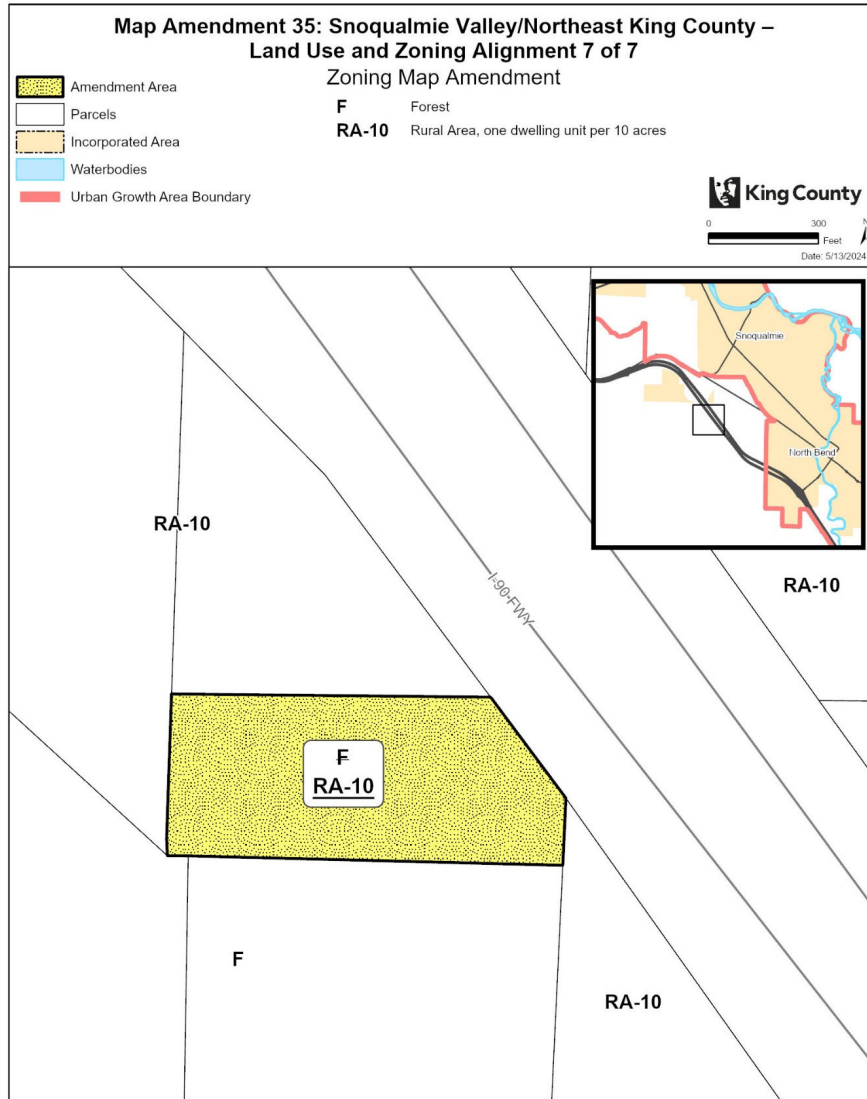 Map Amendment 35: Snoqualmie Valley/Northeast King County –
Land Use and Zoning Alignment 7 of 7
Zoning Map Amendment
Amendment Area
Parcels
Incorporated Area
Waterbodies
Urban Growth Area Boundary
F Forest
RA-10 Rural Area, one dwelling unit per 10 acres
King County
0 300
Feet
N
Date: 5/13/2024
Snoqualmie
North Bend
RA-10
RA-10
I-90-FWY
F
RA-10
F
RA-10